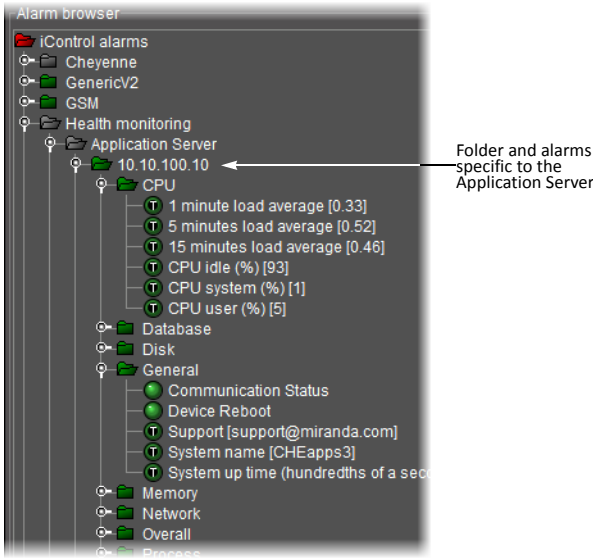 Alarm browser
iControl alarms
Cheyenne
GenericV2
GSM
Health monitoring
Application Server
10.10.100.10
Folder and alarms
specific to the
Application Server
CPU
T 1 minute load average [0.33]
T 5 minutes load average [0.52]
T 15 minutes load average [0.46]
T CPU idle (%) [93]
T CPU system (%) [1]
T CPU user (%) [5]
Database
Disk
General
Communication Status
Device Reboot
T Support [support@miranda.com]
T System name [CHEapps3]
T System up time (hundredths of a seco
Memory
Network
Overall
Process